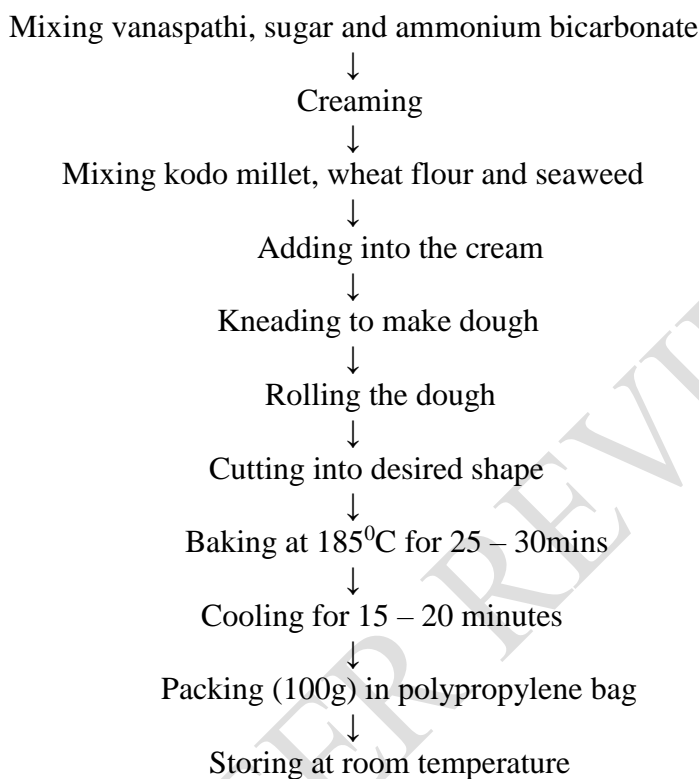 Mixing vanaspathi, sugar and ammonium bicarbonate
↓
Creaming
↓
Mixing kodo millet, wheat flour and seaweed
↓
Adding into the cream
↓
Kneading to make dough
↓
Rolling the dough
↓
Cutting into desired shape
↓
Baking at 185⁰C for 25 – 30mins
↓
Cooling for 15 – 20 minutes
↓
Packing (100g) in polypropylene bag
↓
Storing at room temperature